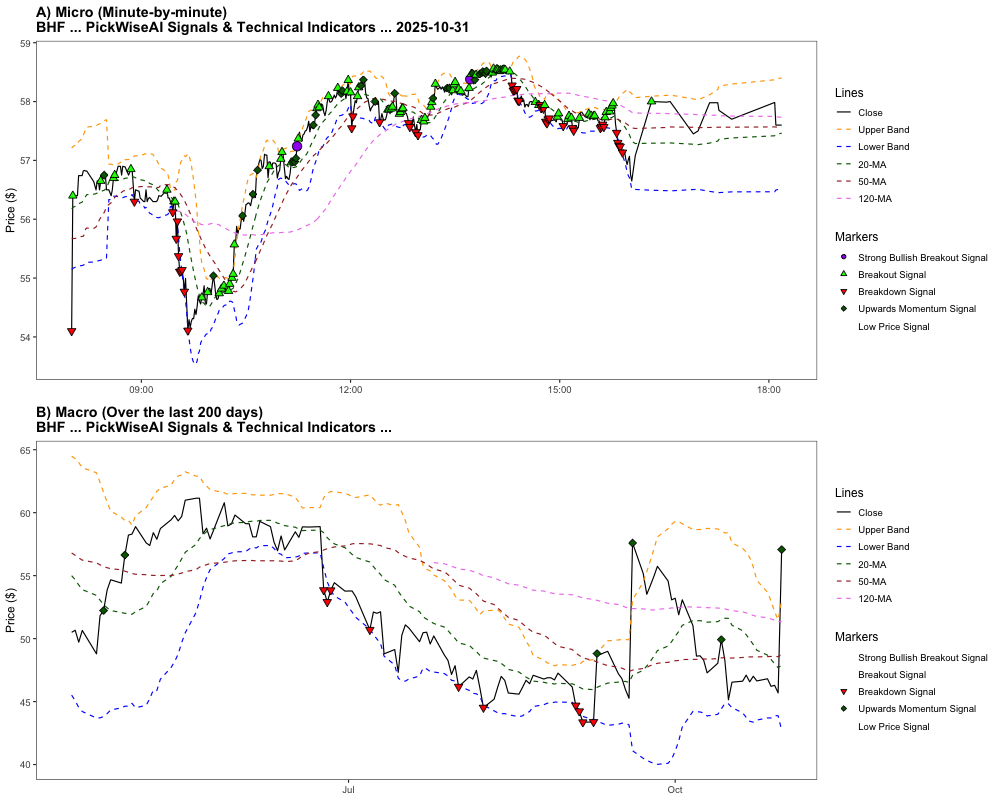 A) Micro (Minute-by-minute)
BHF ... PickWiseAI Signals & Technical Indicators ... 2025-10-31
59
58
57
56
55
54
Price ($)
09:00
12:00
15:00
18:00
Lines
Close
Upper Band
Lower Band
20-MA
50-MA
120-MA
Markers
Strong Bullish Breakout Signal
Breakout Signal
Breakdown Signal
Upwards Momentum Signal
Low Price Signal
B) Macro (Over the last 200 days)
BHF ... PickWiseAI Signals & Technical Indicators ...
65
60
55
50
45
40
Price ($)
Jul
Oct
Lines
Close
Upper Band
Lower Band
20-MA
50-MA
120-MA
Markers
Strong Bullish Breakout Signal
Breakout Signal
Breakdown Signal
Upwards Momentum Signal
Low Price Signal